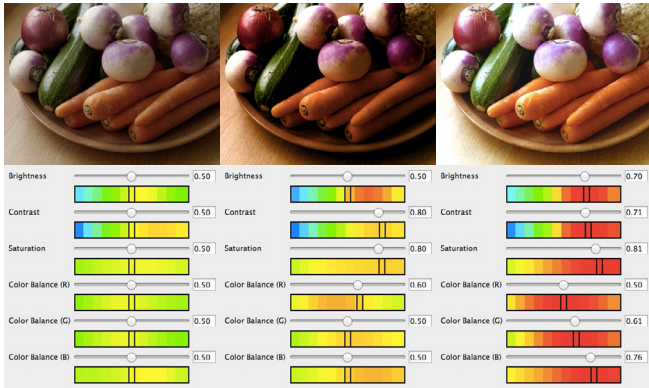 Brightness 0.50 Brightness 0.50 Brightness 0.70
Contrast 0.50 Contrast 0.80 Contrast 0.71
Saturation 0.50 Saturation 0.80 Saturation 0.81
Color Balance (R) 0.50 Color Balance (R) 0.60 Color Balance (R) 0.50
Color Balance (G) 0.50 Color Balance (G) 0.50 Color Balance (G) 0.61
Color Balance (B) 0.50 Color Balance (B) 0.50 Color Balance (B) 0.76